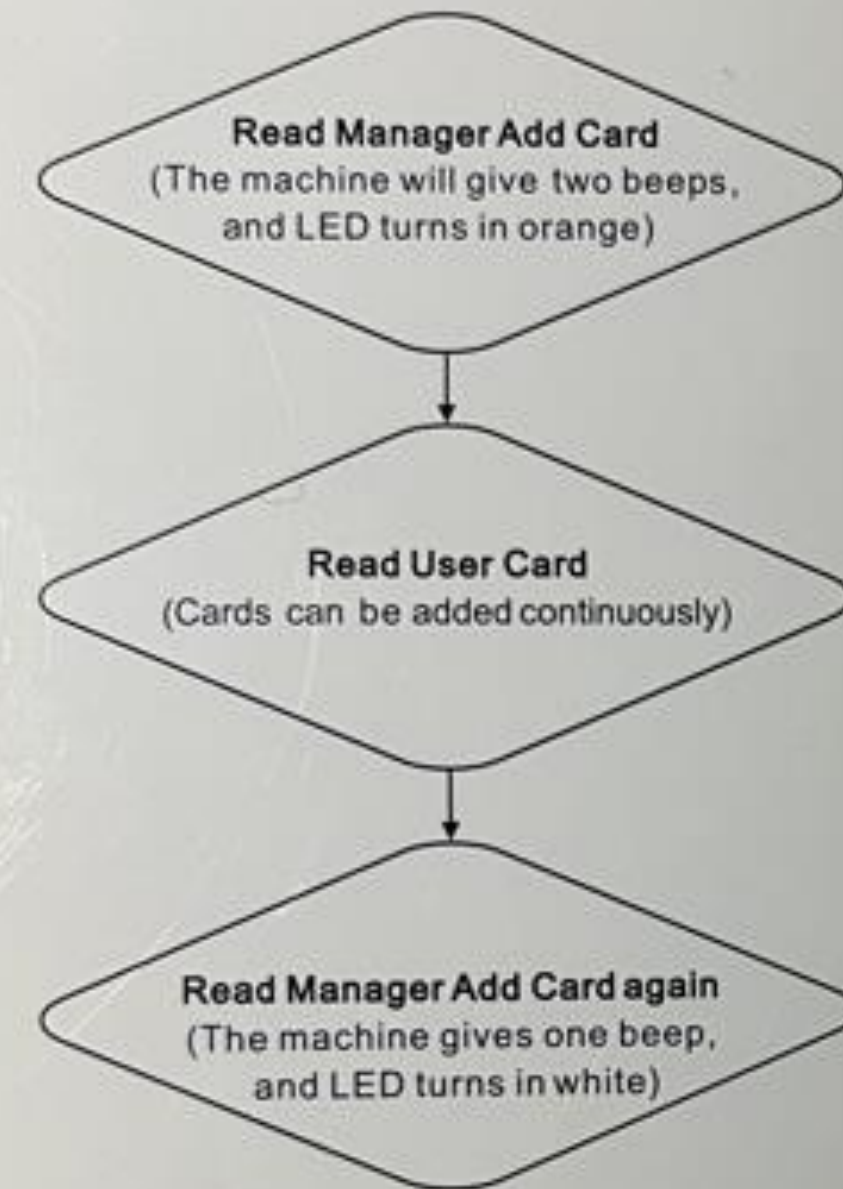 Read Manager Add Card
(The machine will give two beeps,
and LED turns in orange)
Read User Card
(Cards can be added continuously)
Read Manager Add Card again
(The machine gives one beep,
and LED turns in white)